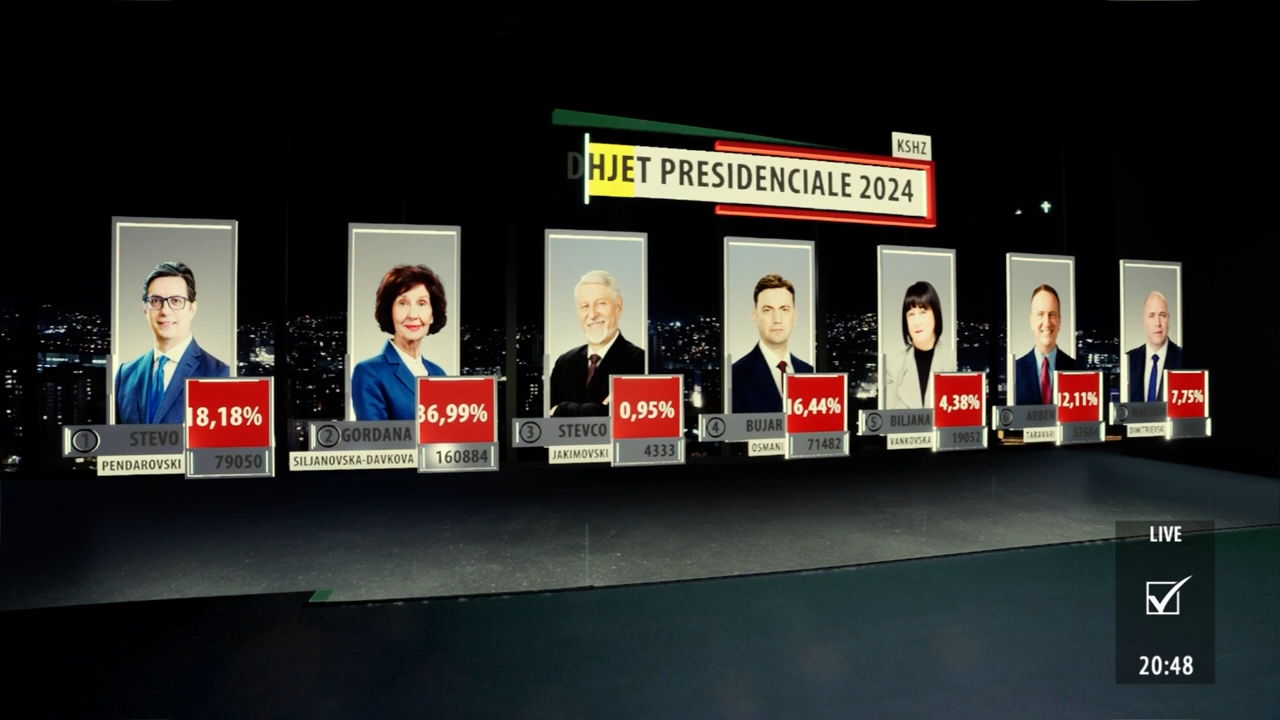 KSHZ
DHJET PRESIDENCIALE 2024
1 STEVO
PENDAROVSKI
18,18%
79050
2 GORDANA
SILJANOVSKA-DAVKOVA
36,99%
160884
3 STEVCO
JAKIMOVSKI
0,95%
4333
4 BUJAR
OSMANI
16,44%
71482
5 BILJANA
VANKOVSKA
4,38%
19052
6 ARBEN
TARAVARI
12,11%
7,75%
DIMITRIEVSKI
LIVE
20:48